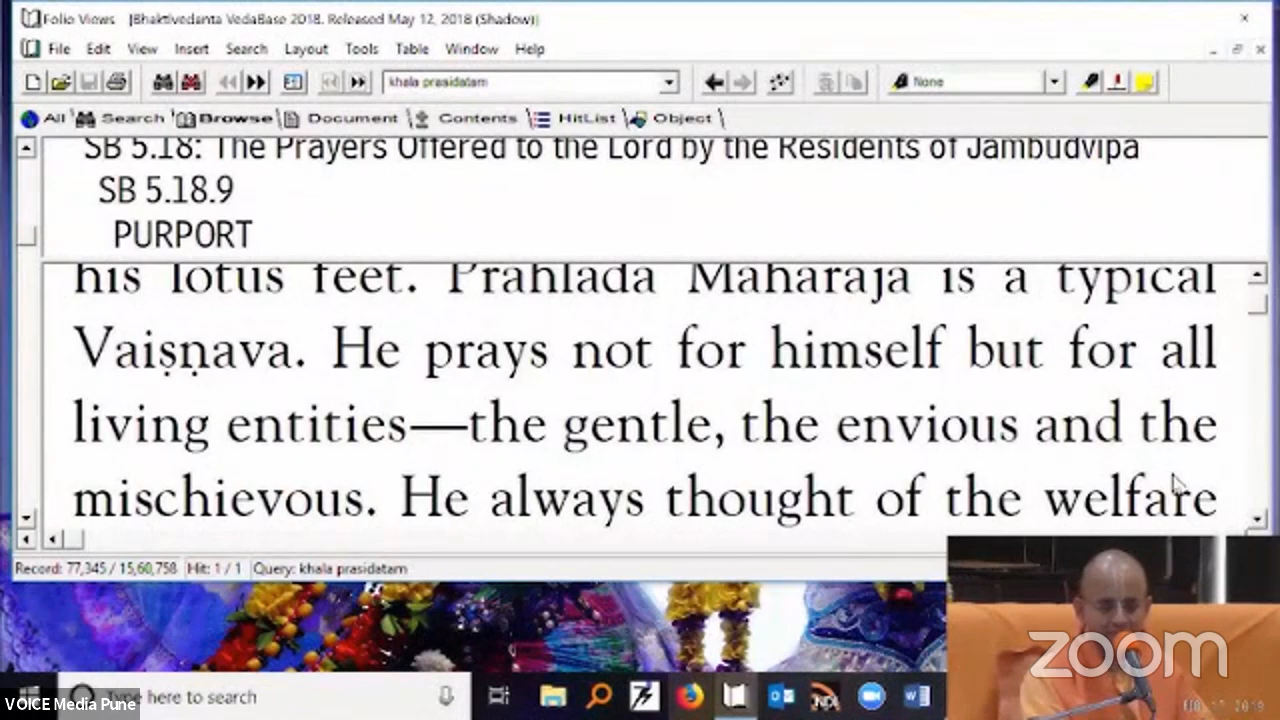 Folio Views - [Bhaktivedanta VedaBase 2018. Released May 12, 2018 (Shadow)]
File Edit View Insert Search Layout Tools Table Window Help
khala prasidatam
None
All Search Browse Document Contents HitList Object
SB 5.18: The Prayers Offered to the Lord by the Residents of Jambudvipa
SB 5.18.9
PURPORT
his lotus feet. Prahlāda Mahārāja is a typical
Vaiṣṇava. He prays not for himself but for all
living entities—the gentle, the envious and the
mischievous. He always thought of the welfare
Record: 77,345 / 15,60,758 Hit: 1 / 1 Query: khala prasidatam
Type here to search
VOICE Media Pune
zoom